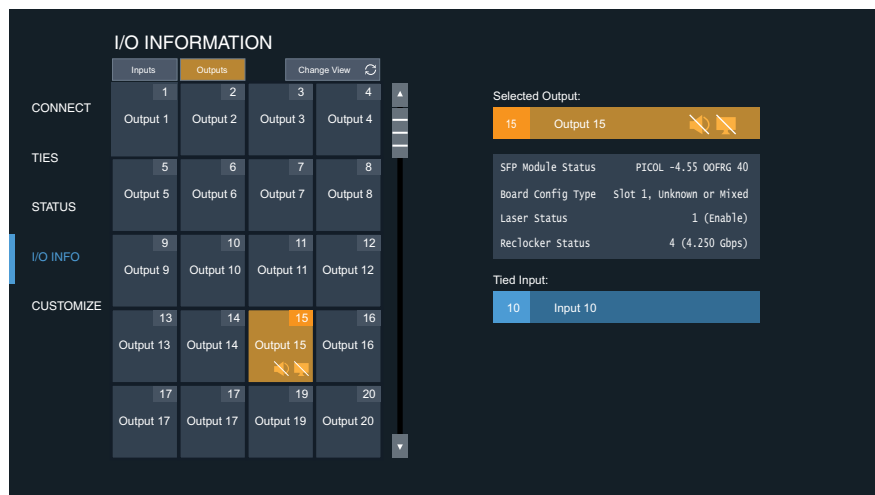 I/O INFORMATION
Inputs
Outputs
Change View
CONNECT
TIES
STATUS
I/O INFO
CUSTOMIZE
1
2
3
4
Output 1
Output 2
Output 3
Output 4
5
6
7
8
Output 5
Output 6
Output 7
Output 8
9
10
11
12
Output 9
Output 10
Output 11
Output 12
13
14
15
16
Output 13
Output 14
Output 15
Output 16
17
17
19
20
Output 17
Output 17
Output 19
Output 20
Selected Output:
15 Output 15
SFP Module Status PICOL -4.55 OOFRG 40
Board Config Type Slot 1, Unknown or Mixed
Laser Status 1 (Enable)
Reclocker Status 4 (4.250 Gbps)
Tied Input:
10 Input 10